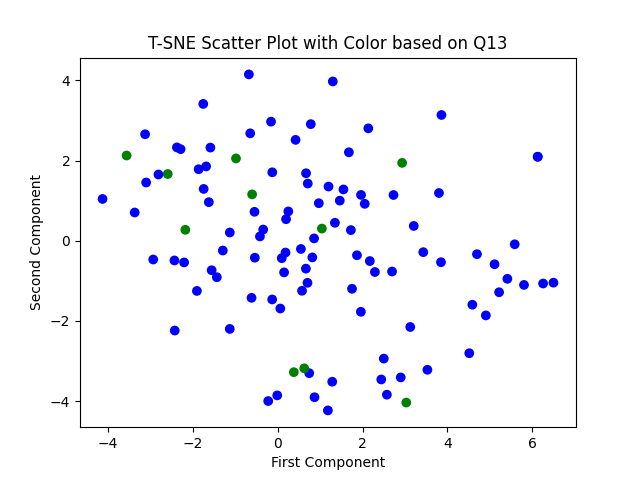 T-SNE Scatter Plot with Color based on Q13
4
2
0
−2
−4
Second Component
−4 −2 0 2 4 6
First Component